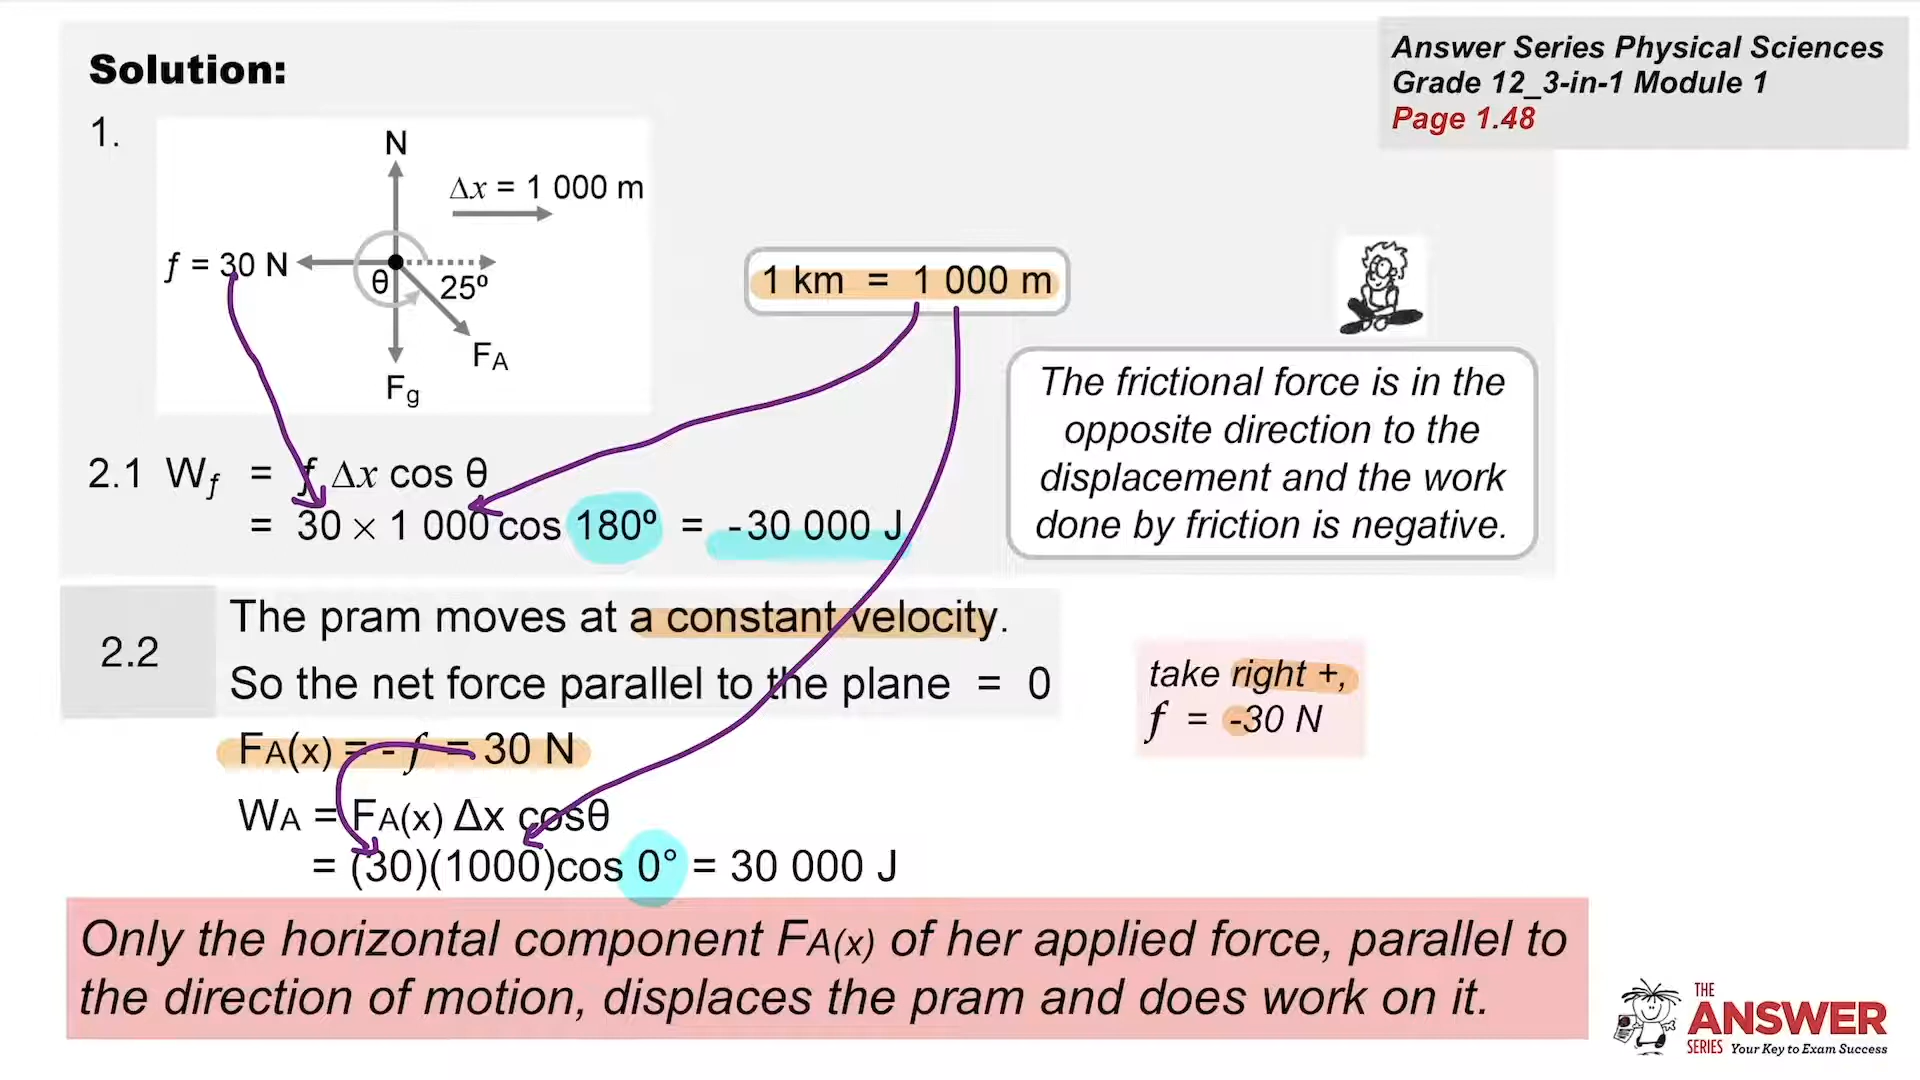 Solution:
Answer Series Physical Sciences
Grade 12_3-in-1 Module 1
Page 1.48
1.
N
Δx = 1 000 m
f = 30 N
θ
25º
FA
Fg
1 km = 1 000 m
The frictional force is in the
opposite direction to the
displacement and the work
done by friction is negative.
2.1 Wf = f Δx cos θ
= 30 × 1 000 cos 180º = -30 000 J
2.2
The pram moves at a constant velocity.
So the net force parallel to the plane = 0
take right +,
f = -30 N
FA(x) = - f = 30 N
WA = FA(x) Δx cosθ
= (30)(1000)cos 0° = 30 000 J
Only the horizontal component FA(x) of her applied force, parallel to
the direction of motion, displaces the pram and does work on it.
THE
ANSWER
SERIES Your Key to Exam Success